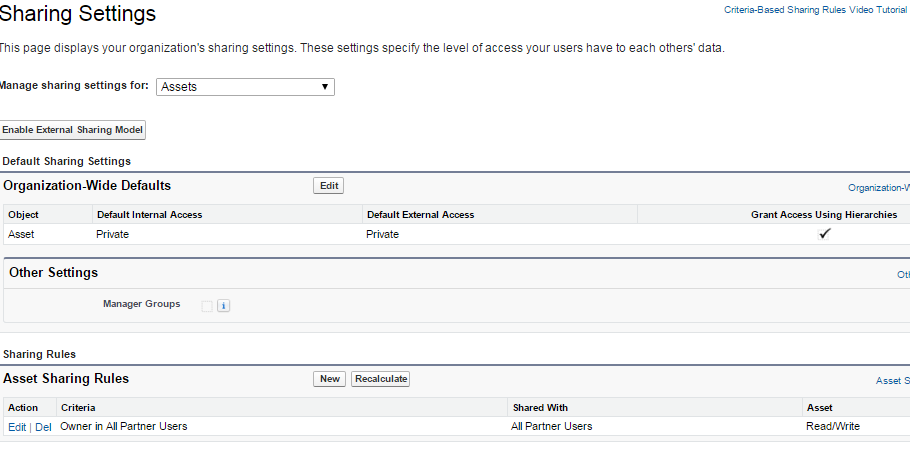 Sharing Settings
Criteria-Based Sharing Rules Video Tutorial
This page displays your organization's sharing settings. These settings specify the level of access your users have to each others' data.
Manage sharing settings for: Assets
Enable External Sharing Model
Default Sharing Settings
Organization-Wide Defaults Edit Organization-W
Object Default Internal Access Default External Access Grant Access Using Hierarchies
Asset Private Private
Other Settings Oth
Manager Groups i
Sharing Rules
Asset Sharing Rules New Recalculate Asset S
Action Criteria Shared With Asset
Edit | Del Owner in All Partner Users All Partner Users Read/Write